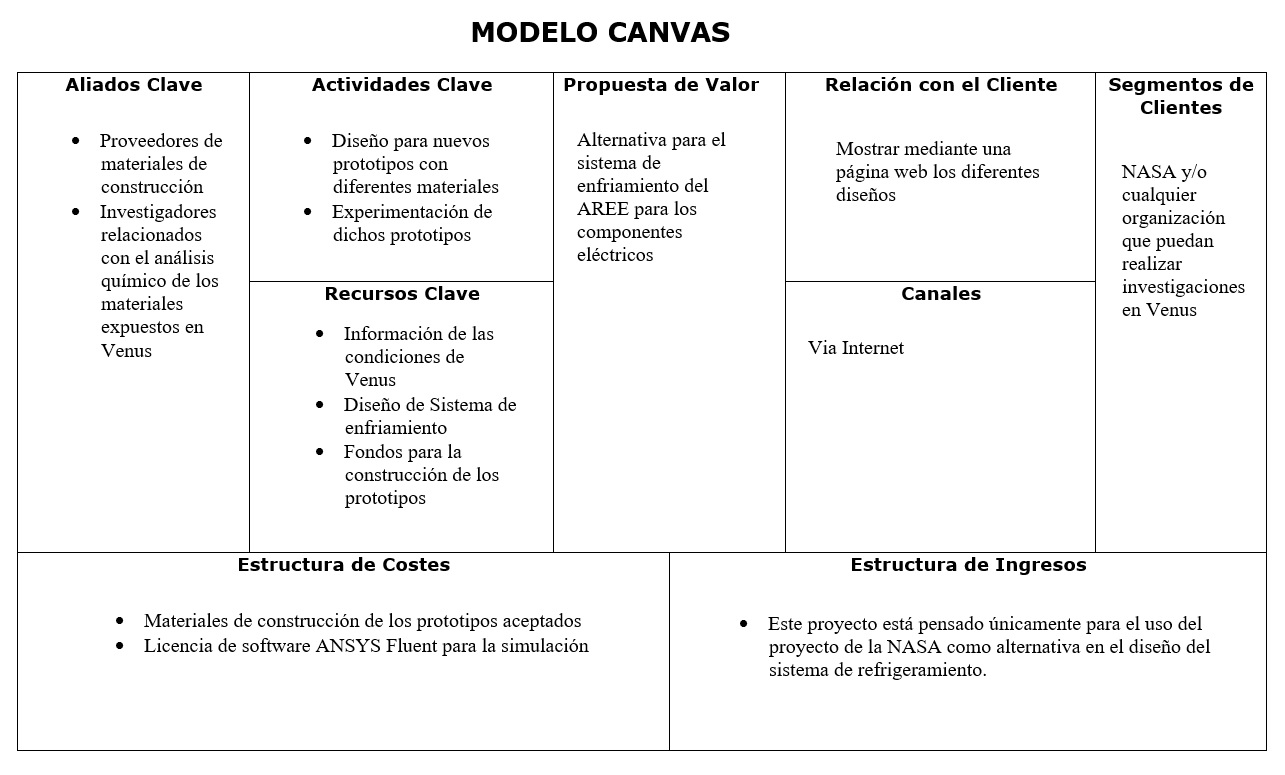 MODELO CANVAS
Aliados Clave
• Proveedores de
materiales de
construcción
• Investigadores
relacionados
con el análisis
químico de los
materiales
expuestos en
Venus
Actividades Clave
• Diseño para nuevos
prototipos con
diferentes materiales
• Experimentación de
dichos prototipos
Recursos Clave
• Información de las
condiciones de
Venus
• Diseño de Sistema de
enfriamiento
• Fondos para la
construcción de los
prototipos
Propuesta de Valor
Alternativa para el
sistema de
enfriamiento del
AREE para los
componentes
eléctricos
Relación con el Cliente
Mostrar mediante una
página web los diferentes
diseños
Canales
Via Internet
Segmentos de
Clientes
NASA y/o
cualquier
organización
que puedan
realizar
investigaciones
en Venus
Estructura de Costes
• Materiales de construcción de los prototipos aceptados
• Licencia de software ANSYS Fluent para la simulación
Estructura de Ingresos
• Este proyecto está pensado únicamente para el uso del
proyecto de la NASA como alternativa en el diseño del
sistema de refrigeramiento.